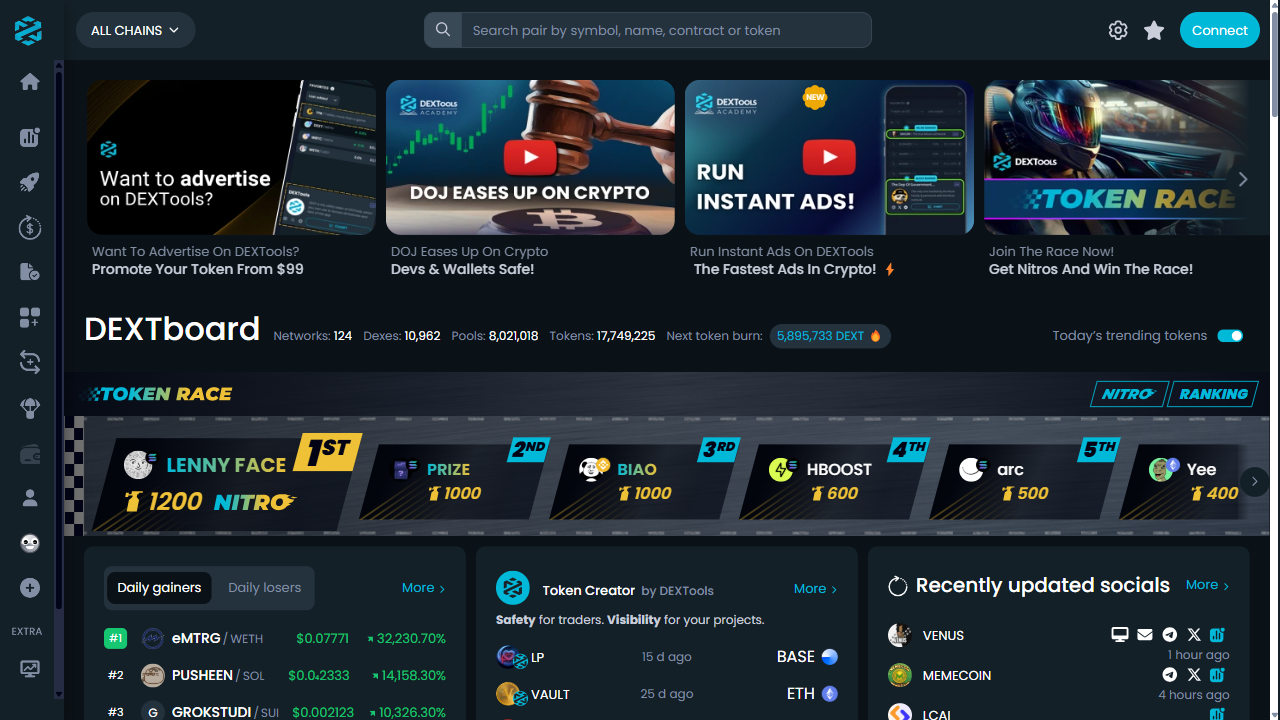 ALL CHAINS
Search pair by symbol, name, contract or token
Connect
Want to advertise
on DEXTools?
DEXTools
ACADEMY
DOJ EASES UP ON CRYPTO
DEXTools
ACADEMY
NEW
RUN
INSTANT ADS!
DEXTools
TOKEN RACE
Want To Advertise On DEXTools?
Promote Your Token From $99
DOJ Eases Up On Crypto
Devs & Wallets Safe!
Run Instant Ads On DEXTools
The Fastest Ads In Crypto!
Join The Race Now!
Get Nitros And Win The Race!
DEXTboard
Networks: 124
Dexes: 10,962
Pools: 8,021,018
Tokens: 17,749,225
Next token burn:
5,895,733 DEXT
Today's trending tokens
TOKEN RACE
NITRO
RANKING
1ST
LENNY FACE
1200 NITRO
2ND
PRIZE
1000
3RD
BIAO
1000
4TH
HBOOST
600
5TH
arc
500
Yee
400
Daily gainers
Daily losers
More
#1 eMTRG / WETH $0.07771 32,230.70%
#2 PUSHEEN / SOL $0.0₄2333 14,158.30%
#3 G GROKSTUDI / SUI $0.002123 10,326.30%
Token Creator by DEXTools
More
Safety for traders. Visibility for your projects.
LP 15 d ago BASE
VAULT 25 d ago ETH
Recently updated socials
More
VENUS
1 hour ago
MEMECOIN
4 hours ago
LCAI
EXTRA